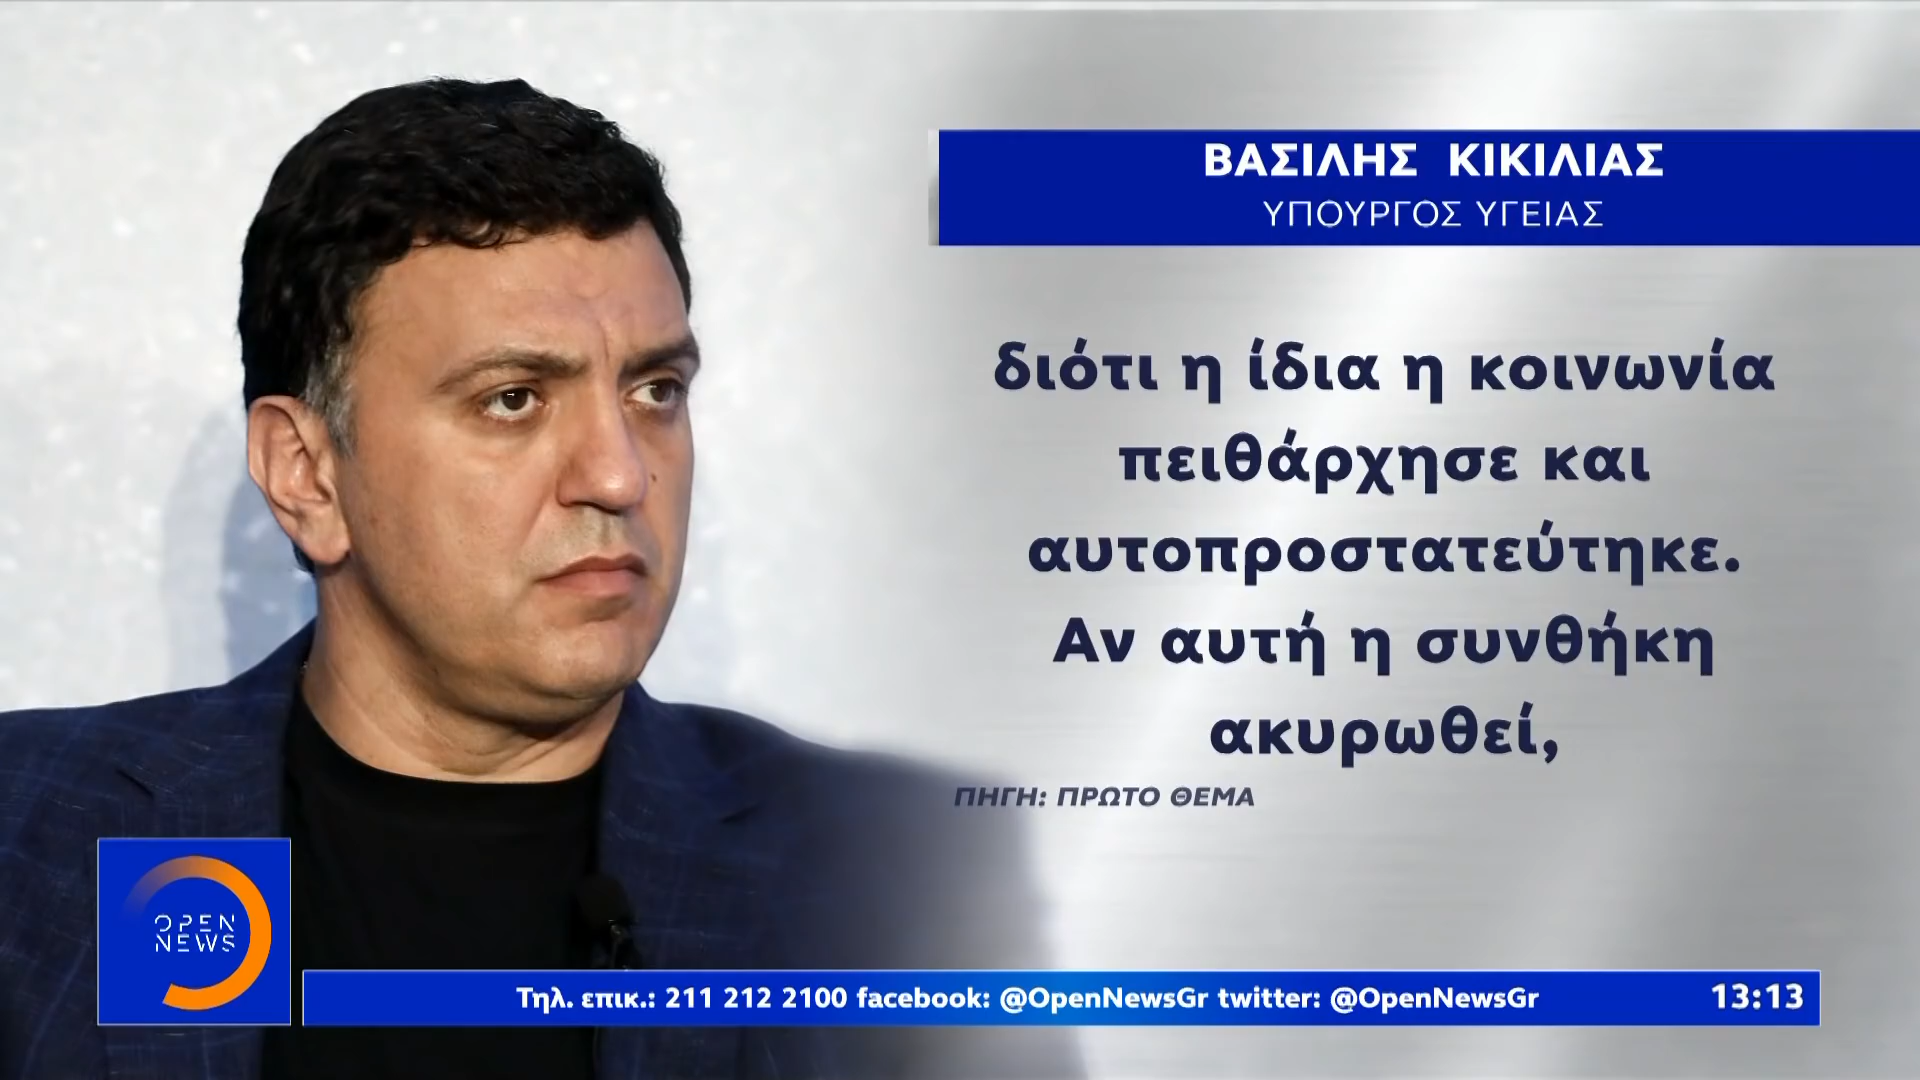 ΒΑΣΙΛΗΣ ΚΙΚΙΛΙΑΣ
ΥΠΟΥΡΓΟΣ ΥΓΕΙΑΣ
διότι η ίδια η κοινωνία
πειθάρχησε και
αυτοπροστατεύτηκε.
Αν αυτή η συνθήκη
ακυρωθεί,
ΠΗΓΗ: ΠΡΩΤΟ ΘΕΜΑ
OPEN
NEWS
Τηλ. επικ.: 211 212 2100 facebook: @OpenNewsGr twitter: @OpenNewsGr 13:13